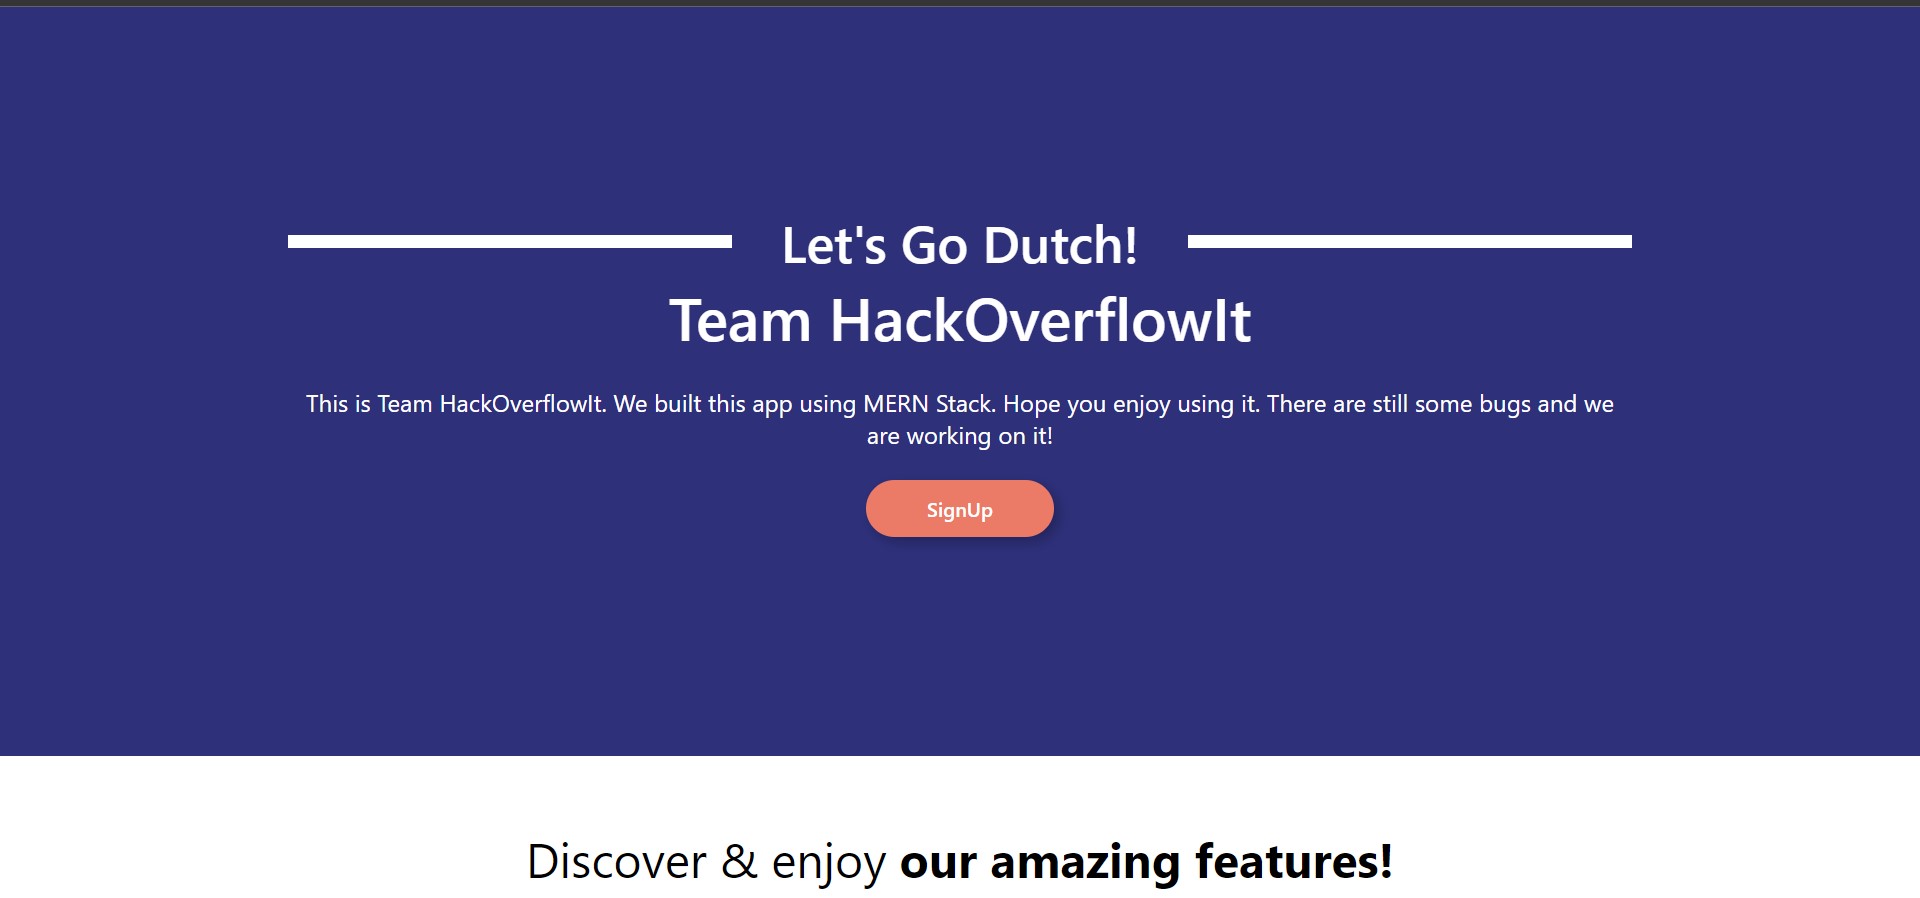 Let's Go Dutch!
Team HackOverflowIt
This is Team HackOverflowIt. We built this app using MERN Stack. Hope you enjoy using it. There are still some bugs and we
are working on it!
SignUp
Discover & enjoy our amazing features!